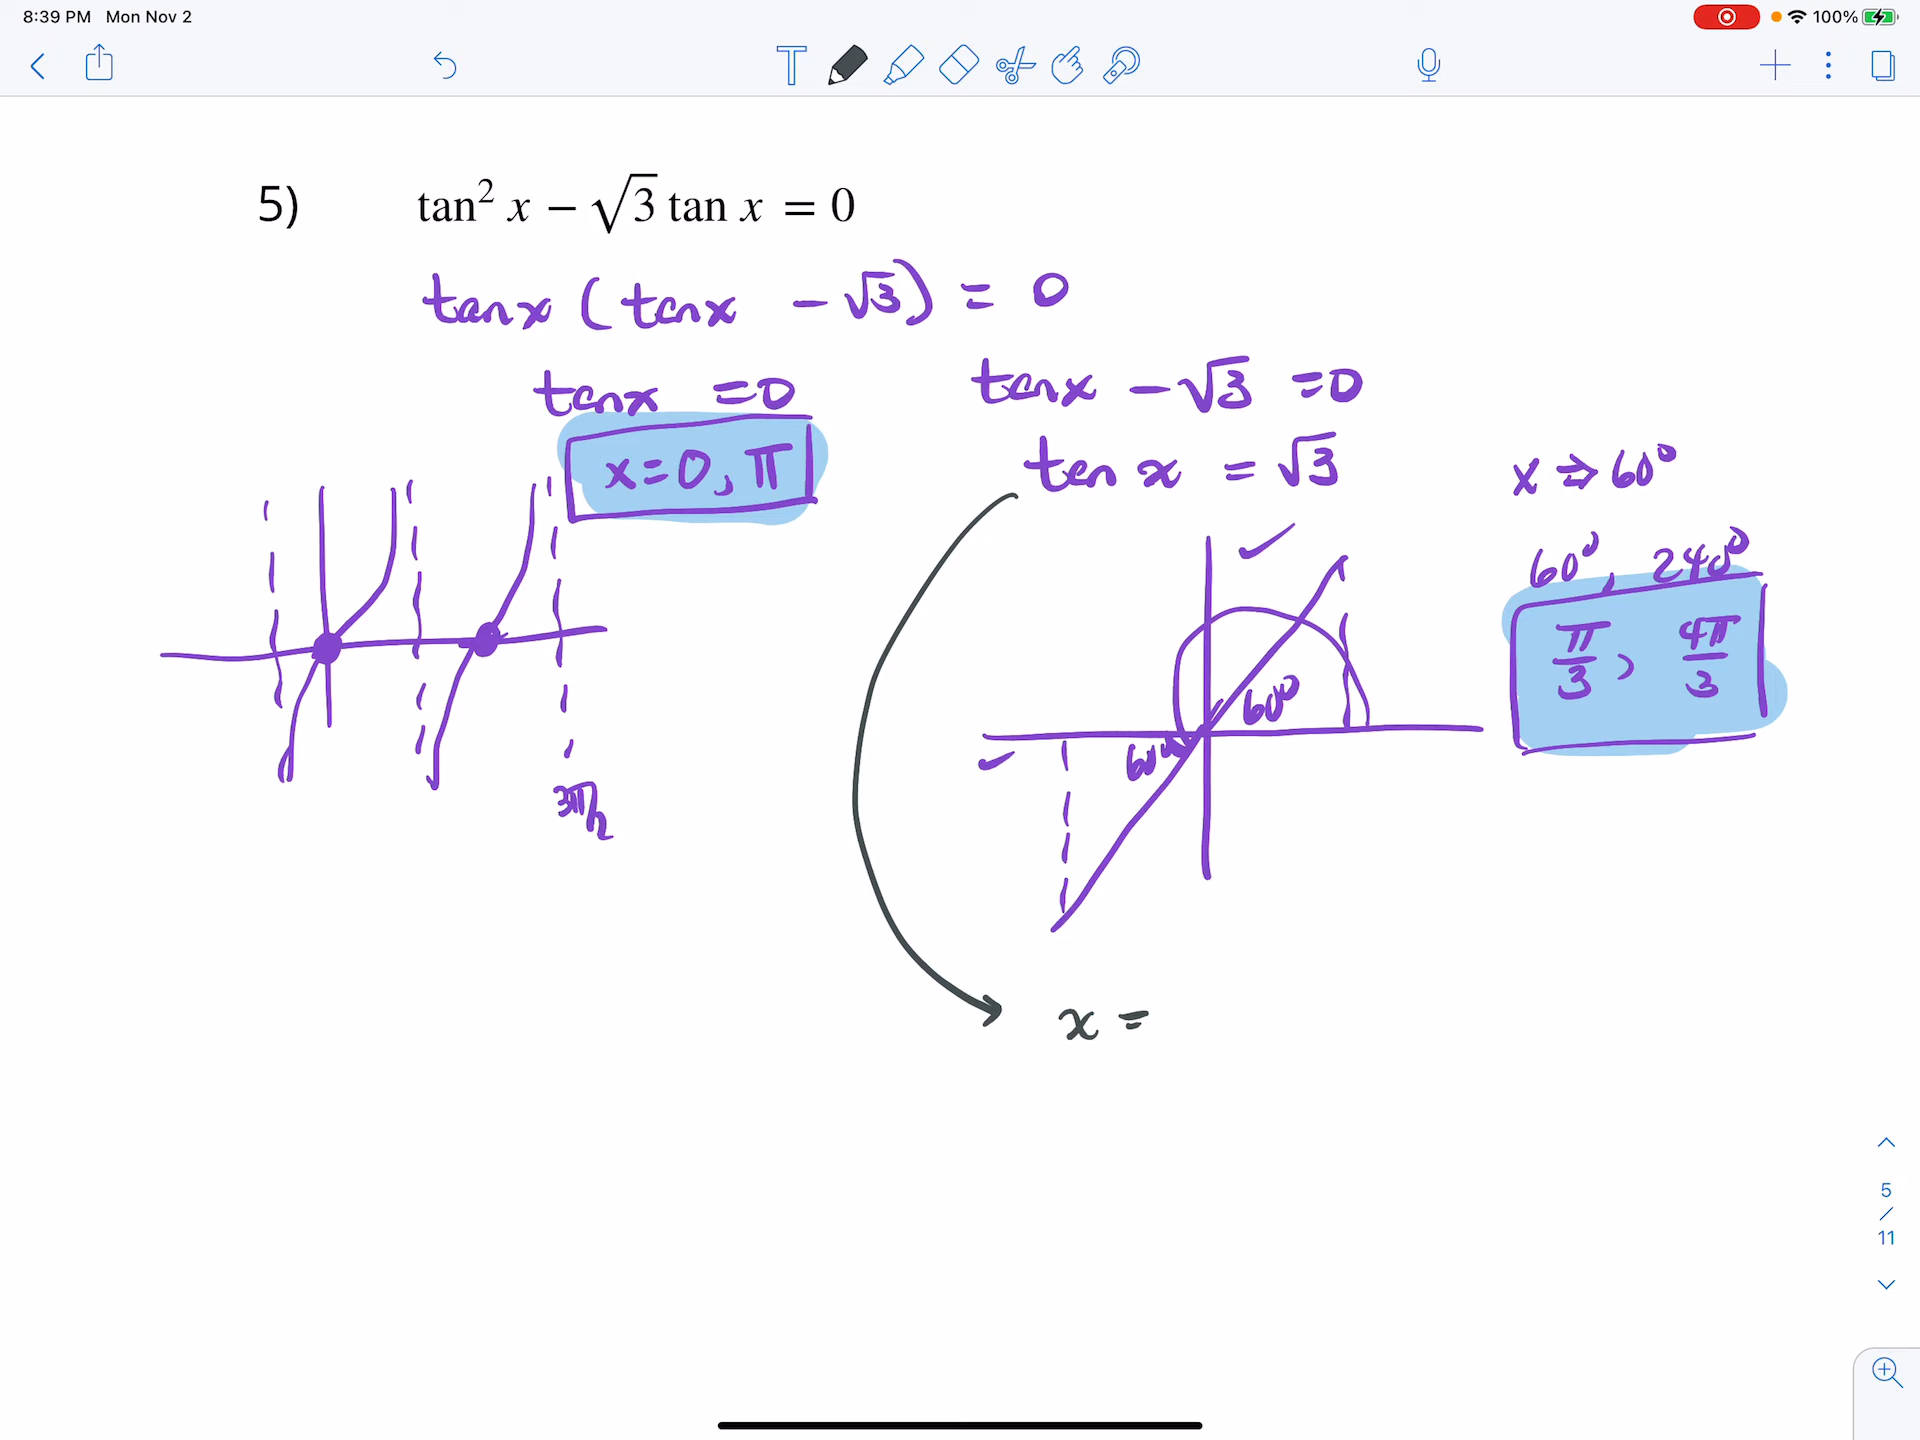 8:39 PM Mon Nov 2
100%
5) tan² x − √3 tan x = 0
tanx (tanx − √3) = 0
tanx = 0
tanx − √3 = 0
x = 0, π
tan x = √3
x ⇒ 60°
60°, 240°
π/3, 4π/3
60°
60°
3π/2
x =
5
/
11